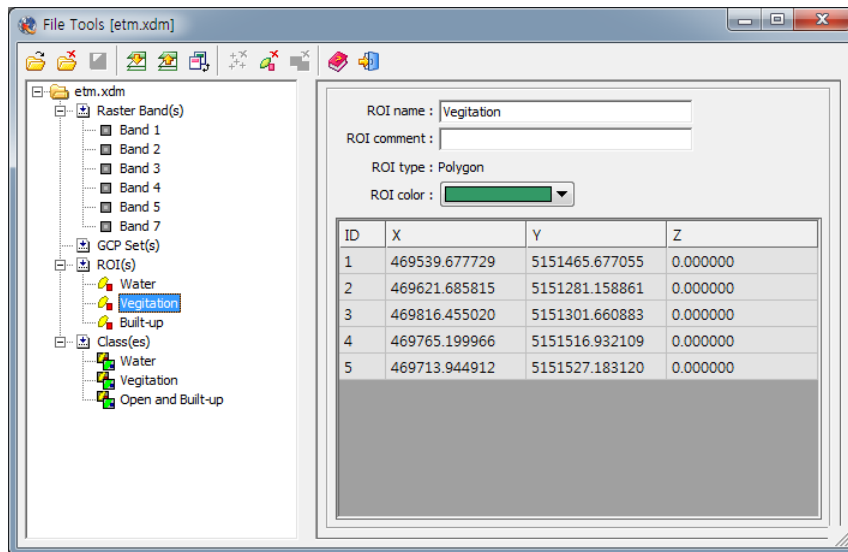 File Tools [etm.xdm]
etm.xdm
Raster Band(s)
Band 1
Band 2
Band 3
Band 4
Band 5
Band 7
GCP Set(s)
ROI(s)
Water
Vegitation
Built-up
Class(es)
Water
Vegitation
Open and Built-up
ROI name : Vegitation
ROI comment :
ROI type : Polygon
ROI color :
ID X Y Z
1 469539.677729 5151465.677055 0.000000
2 469621.685815 5151281.158861 0.000000
3 469816.455020 5151301.660883 0.000000
4 469765.199966 5151516.932109 0.000000
5 469713.944912 5151527.183120 0.000000